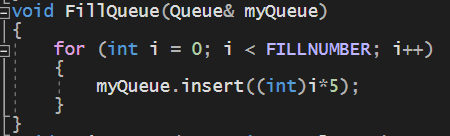 void FillQueue(Queue& myQueue)
{
for (int i = 0; i < FILLNUMBER; i++)
{
myQueue.insert((int)i*5);
}
}